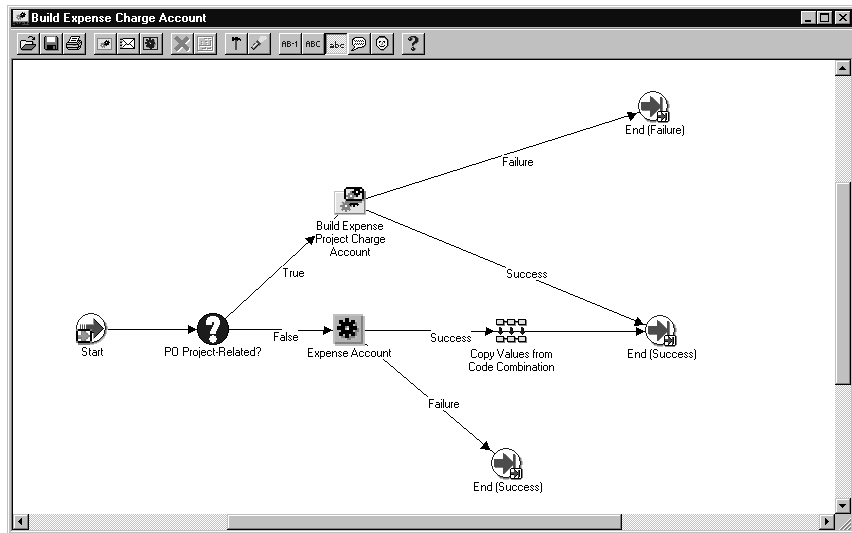 Build Expense Charge Account
AB-1 ABC abc
End (Failure)
Failure
Build Expense
Project Charge
Account
True
Success
Start
PO Project-Related?
False
Expense Account
Success
Copy Values from
Code Combination
End (Success)
Failure
End (Success)